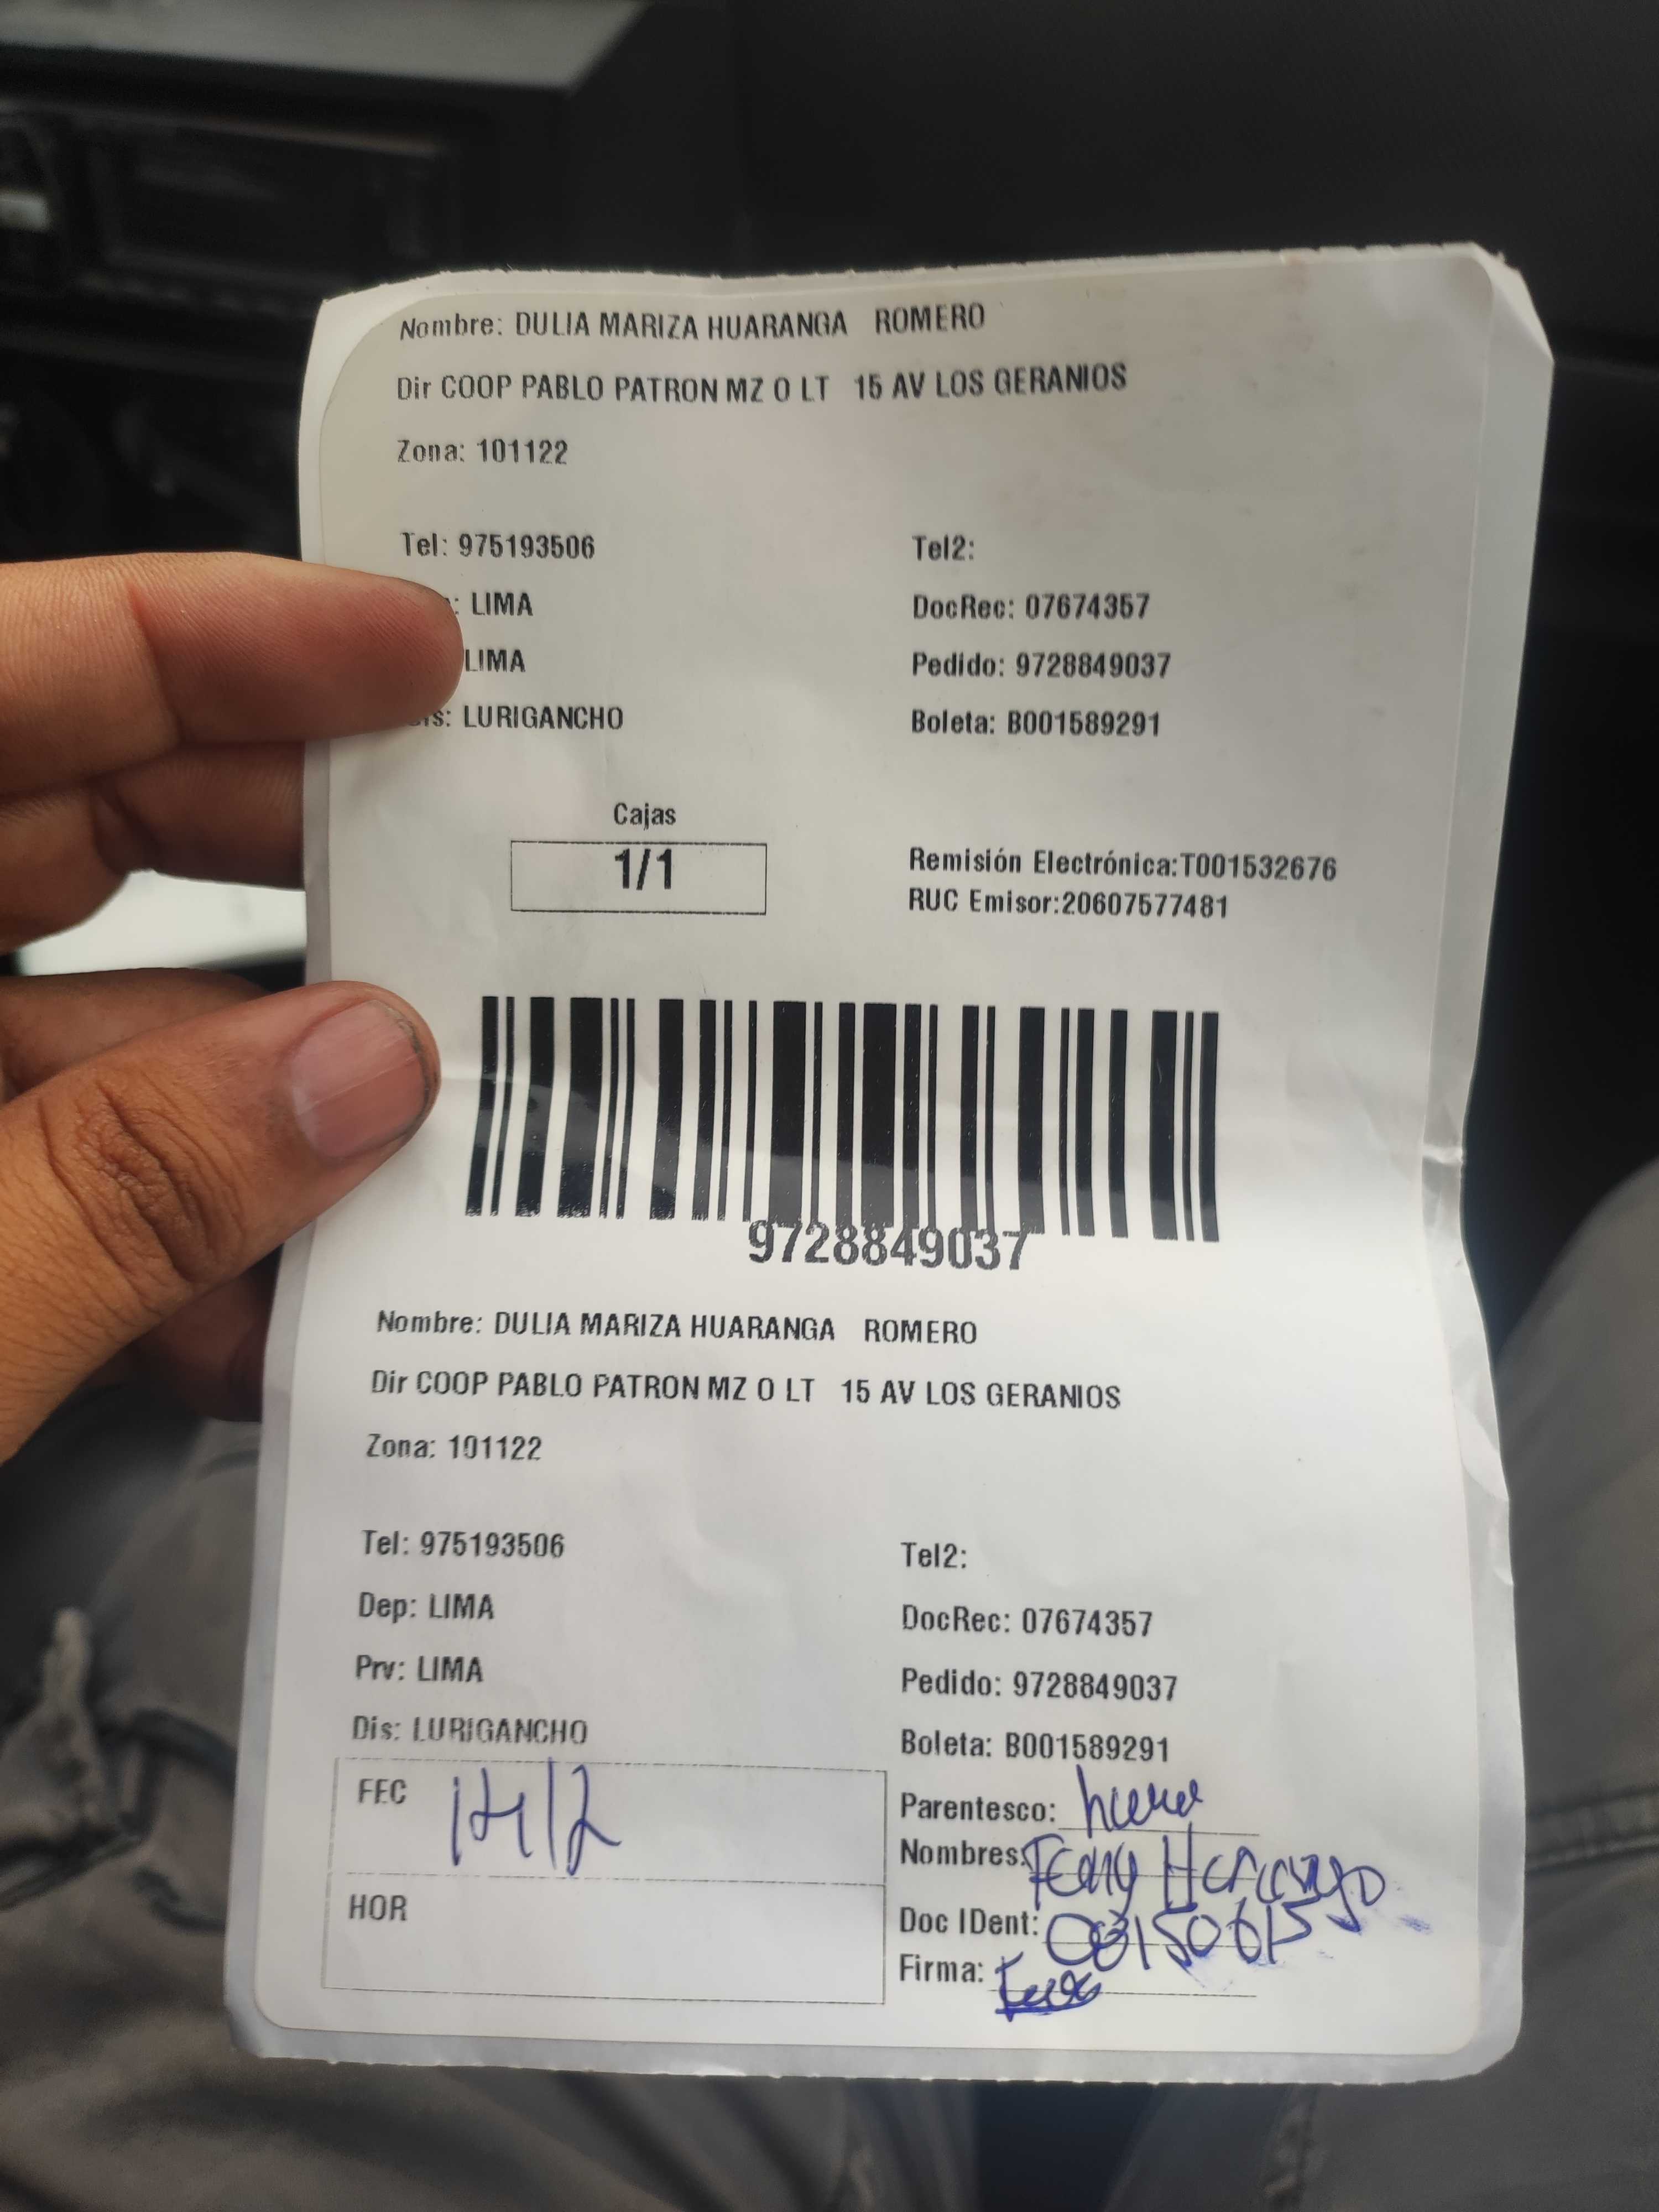 Nombre: DULIA MARIZA HUARANGA ROMERO
Dir COOP PABLO PATRON MZ O LT 15 AV LOS GERANIOS
Zona: 101122
Tel: 975193506 Tel2:
: LIMA DocRec: 07674357
LIMA Pedido: 9728849037
Dis: LURIGANCHO Boleta: B001589291
Cajas
1/1
Remisión Electrónica:T001532676
RUC Emisor:20607577481
9728849037
Nombre: DULIA MARIZA HUARANGA ROMERO
Dir COOP PABLO PATRON MZ O LT 15 AV LOS GERANIOS
Zona: 101122
Tel: 975193506 Tel2:
Dep: LIMA DocRec: 07674357
Prv: LIMA Pedido: 9728849037
Dis: LURIGANCHO Boleta: B001589291
FEC 14/2
Parentesco:
Nombres:
HOR
Doc IDent:
Firma: